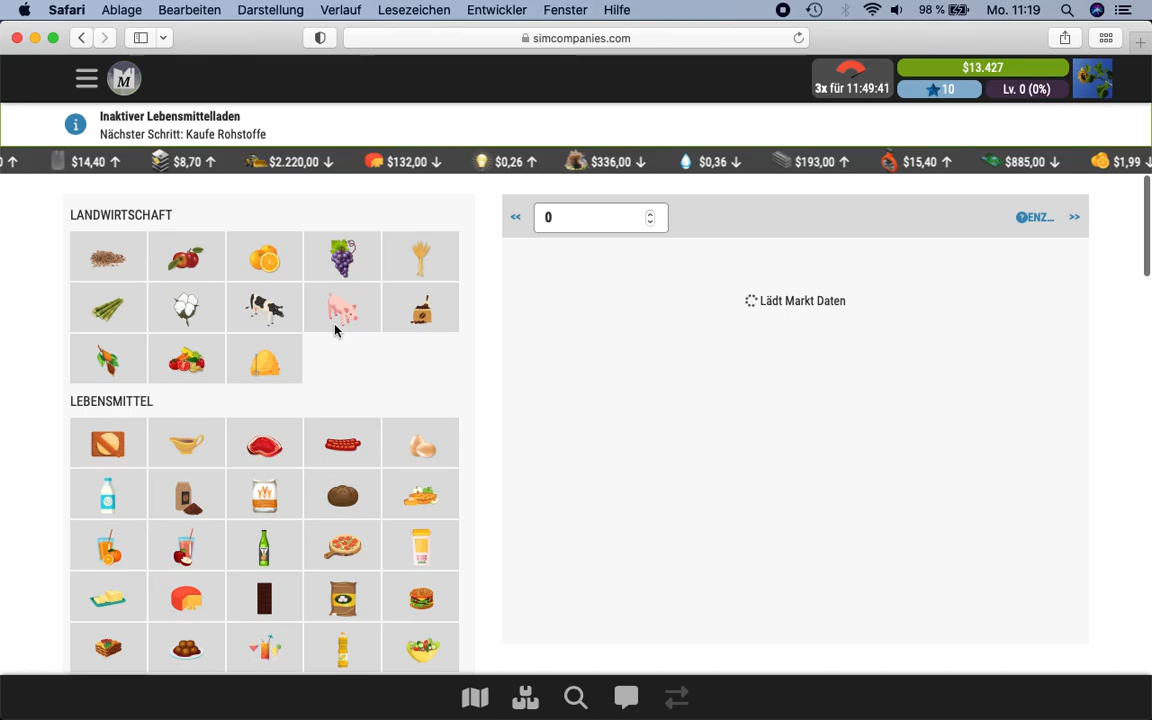 Safari Ablage Bearbeiten Darstellung Verlauf Lesezeichen Entwickler Fenster Hilfe 98 % Mo. 11:19
simcompanies.com
M 3x für 11:49:41 $13.427 10 Lv. 0 (0%)
Inaktiver Lebensmittelladen
Nächster Schritt: Kaufe Rohstoffe
0 ↑ $14,40 ↑ $8,70 ↑ $2.220,00 ↓ $132,00 ↓ $0,26 ↑ $336,00 ↓ $0,36 ↓ $193,00 ↑ $15,40 ↑ $885,00 ↓ $1,99 ↓
LANDWIRTSCHAFT
<< 0 ENZ... >>
Lädt Markt Daten
LEBENSMITTEL